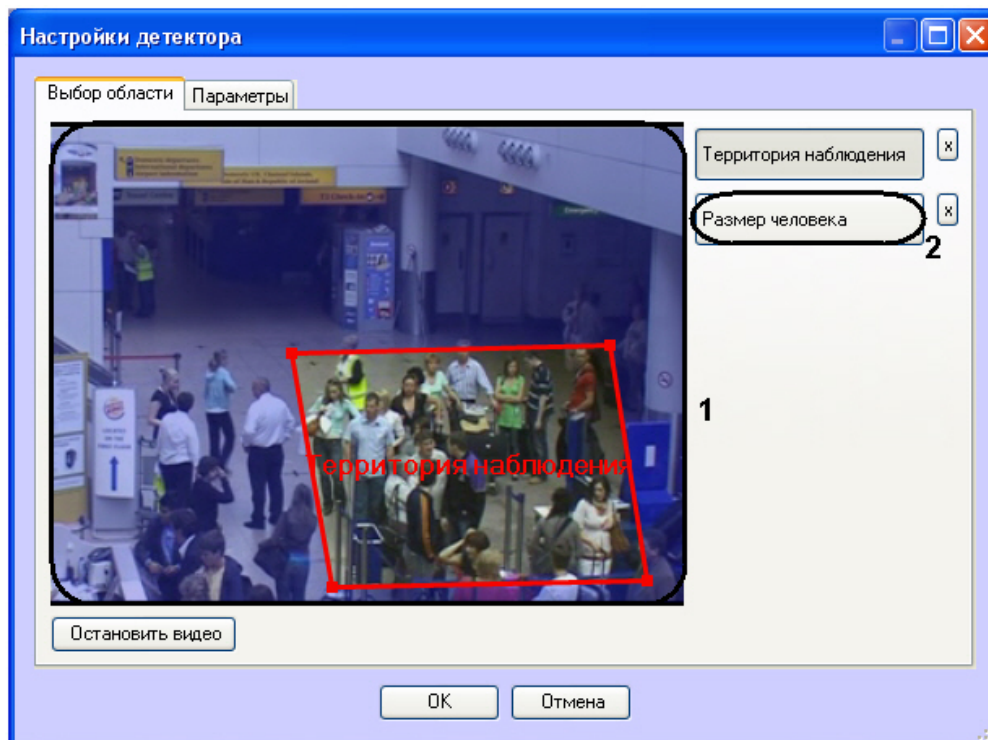 Настройки детектора
Выбор области
Параметры
Территория наблюдения
x
Размер человека
x
2
1
Территория наблюдения
Остановить видео
OK
Отмена